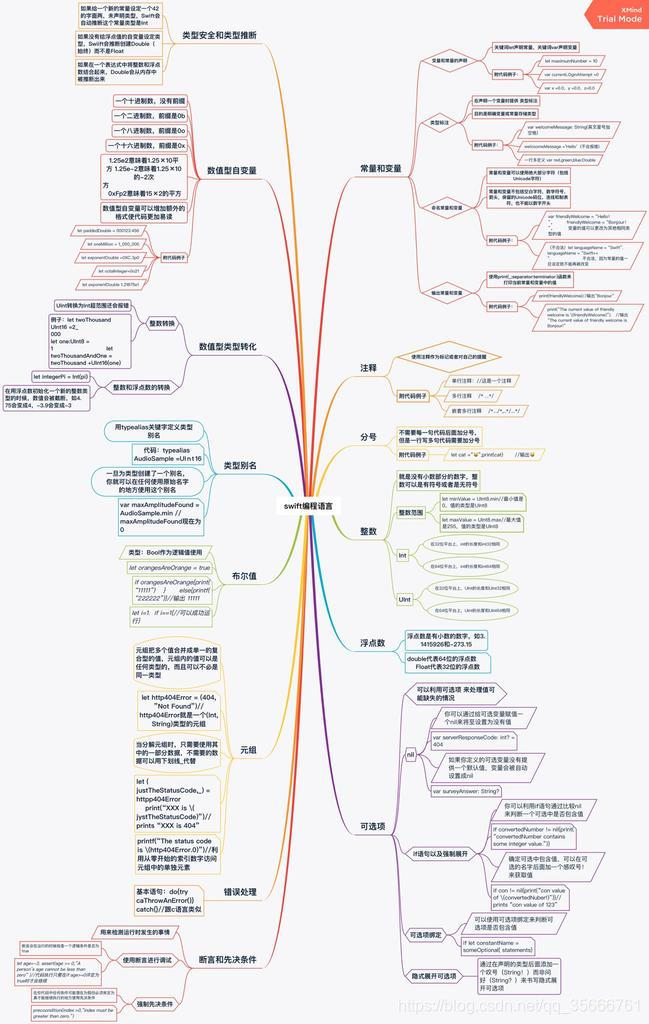 XMind
Trial Mode
swift编程语言
类型安全和类型推断
如果给一个新的常量设定一个42
的字面两，未声明类型，Swift会
自动推断这个常量类型是Int
如果没有给浮点值的自变量设定类
型，Swift会推断创建Double（
始终）而不是Float
如果在一个表达式中将整数和浮点
数结合起来，Double会从内存中
被推断出来
数值型自变量
一个十进制数，没有前缀
一个二进制数，前缀是0b
一个八进制数，前缀是0o
一个十六进制数，前缀是0x
1.25e2意味着1.25×10平
方 1.25e-2意味着1.25×10
的-2次
方
0xFp2意味着15×2的平方
数值型自变量可以增加额外的
格式使代码更加易读
附代码例子
let paddedDouble = 000123.456
let oneMillion = 1_000_000
let exponentDouble =0XC.3p0
let octalInteger=0o21
let exponentDouble 1.21875e1
数值型类型转化
整数转换
Uint转换为Int超范围还会报错
例子：let twoThousand
UInt16 =2_
000
let one:UInt8 =
1 let
twoThousandAndOne =
twoThousand +UInt16(one)
整数和浮点数的转换
let integerPi = Int(pi)
在用浮点数初始化一个新的整数类
型的时候，数值会被截断，如4.
75会变成4，-3.9会变成-3
类型别名
用typealias关键字定义类型
别名
代码：typealias
AudioSample =UInt16
一旦为类型创建了一个别名，
你就可以在任何使用原始名字
的地方使用这个别名
var maxAmplitudeFound =
AudioSample.min //
maxAmplitudeFound现在为
0
布尔值
类型：Bool作为逻辑值使用
let orangesAreOrange = true
if orangesAreOrange{print(
"11111") } else{printf(
"222222")}//输出 11111
let i=1; if i==1{//可以成功运
行}
元组
元组把多个值合并成单一的复
合型的值，元组内的值可以是
任何类型的，而且可以不必是
同一类型
let http404Error = (404,
"Not Found")//
http404Error就是一个(Int,
String)类型的元组
当分解元组时，只需要使用其
中的一部分数据，不需要的数
据可以用下划线_代替
let (
justTheStatusCode,_) =
httpp404Error
print("XXX is \(
jystTheStatusCode)")//
prints "XXX is 404"
printf("The status code
is \(httpError.0)")//利
用从零开始的索引数字访问
元组中的单独元素
错误处理
基本语句：do{try
caThrowAnError()}
catch{}//跟c语言类似
断言和先决条件
用来检测运行时发生的事情
使用断言进行调试
断言会在运行的时候检查一个逻辑条件是否为
true
let age=-3. assert(age >= 0,"A
person's age cannot be less than
zero" )//代码执行只要在if age>=0评定为
true时才会继续
强制先决条件
在你代码中任何条件可能潜在为假但必须肯定为
真才能继续执行的地方使用先决条件
precondition(index >0,"index must be
greater than zero.")
常量和变量
变量和常量的声明
关键词let声明常量，关键词var声明变量
附代码例子：
let maximumNumber = 10
var currentLoginAttempt =0
var x =0.0，y =0.0，z=0.0
类型标注
在声明一个变量时提供 类型标注
目的是明确变量或常量存储类型
附代码例子：
var welcomeMessage: String(英文冒号加
空格)
welcoomeMessage ="Hello"（不会报错）
一行多定义 var red,green,blue:Double
命名常量和变量
常量和变量可以使用绝大部分字符（包括
Unicode字符）
常量和变量不包括空白字符，数学符号，
箭头，保留的Unicode码位，连线和制表
符，也不能以数字开头
附代码例子：
var friendlyWelcome = "Hello!
", friendlyWelcome = "Bonjour!
", 变量的值可以更改为其他相同类
型的值
（不合法）let languageName = "Swift".
languageName = "Swift++
" 不合法，因为常量的值一
旦设定就不能再被改变
输出常量和变量
使用print(_:separator:terminator:)函数来
打印当前常量和变量中的值
附代码例子：
print(friendlyWelcome)//输出"Bonjour"
print("The current value of friendly
welcome is \(friendlyWelcome)") //输出
"The current value of friendly welcome is
Bonjour!"
注释
使用注释作为标记或者对自己的提醒
附代码例子
单行注释：//这是一个注释
多行注释 /* ...*/
嵌套多行注释 /*.../*...*/...*/
分号
不需要每一句代码后面加分号，
但是一行写多句代码需要加分号
附代码例子
let cat ="🐱";print(cat) //输出🐱
整数
就是没有小数部分的数字，整
数可以是有符号或者是无符号
整数范围
let minValue = UInt8.min//最小值是
0，值的类型是UInt8
let maxValue = UInt8.max//最大值
是255，值的类型是UInt8
Int
在32位平台上，int的长度和int32相同
在64位平台上，int的长度和int64相同
UInt
在32位平台上，UInt的长度和UInt32相同
在64位平台上，UInt的长度和UInt64相同
浮点数
浮点数是有小数的数字，如3.
1415926和-273.15
double代表64位的浮点数
Float代表32位的浮点数
可选项
可以利用可选项 来处理值可
能缺失的情况
nil
你可以通过给可选变量赋值一
个nil来将至设置为没有值
var serverResponseCode: int? =
404
如果你定义的可选变量没有提
供一个默认值，变量会被自动
设置成nil
var surveyAnswer: String?
if语句以及强制展开
你可以利用if语句通过比较nil
来判断一个可选中是否包含值
if convertedNumber != nil{print(
"convertedNumber contains
some integer value.")}
确定可选中包含值，可以在可
选的名字后面加一个感叹号!
来获取值
if con != nil{print("con value
of \(convertedNuber!)")//
prints "con value of 123"
可选项绑定
可以使用可选项绑定来判断可
选项是否包含值
if let constantName =
someOptional{ statements}
隐式展开可选项
通过在声明的类型后面添加一
个叹号（String！）而非问
好（String？）来书写隐式展
开可选项
https://blog.csdn.net/qq_35666761